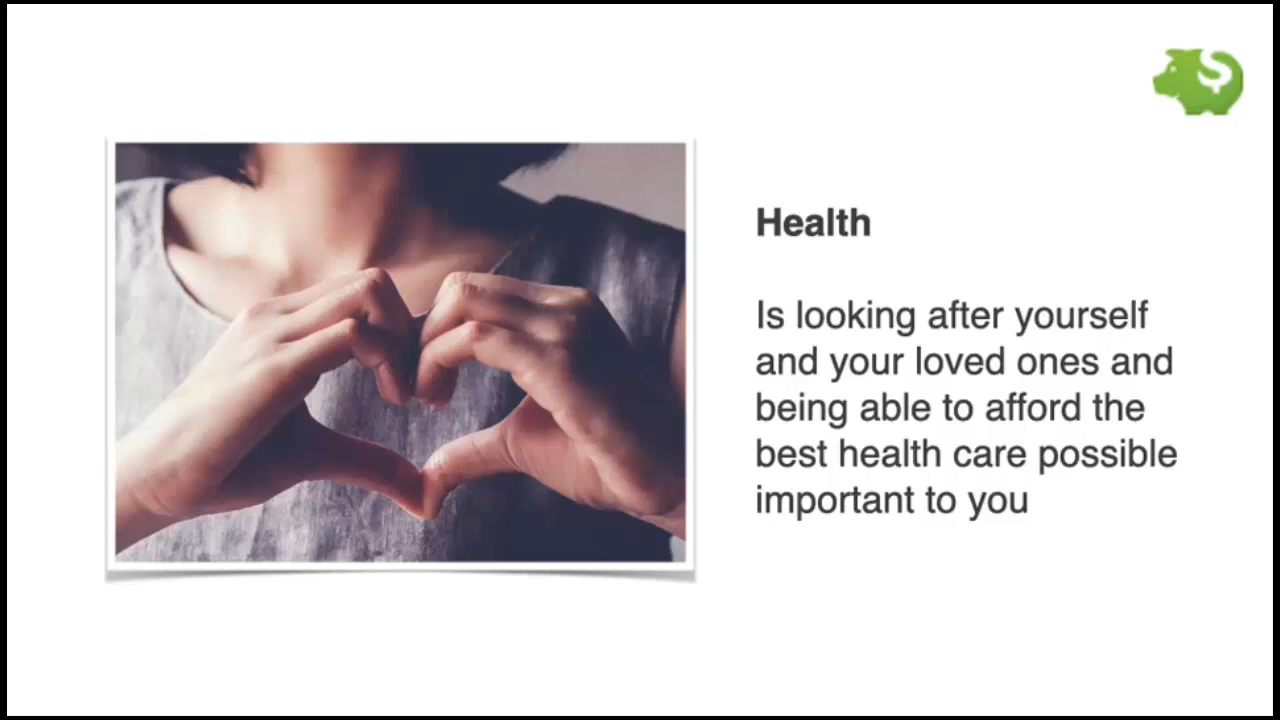 Health
Is looking after yourself
and your loved ones and
being able to afford the
best health care possible
important to you